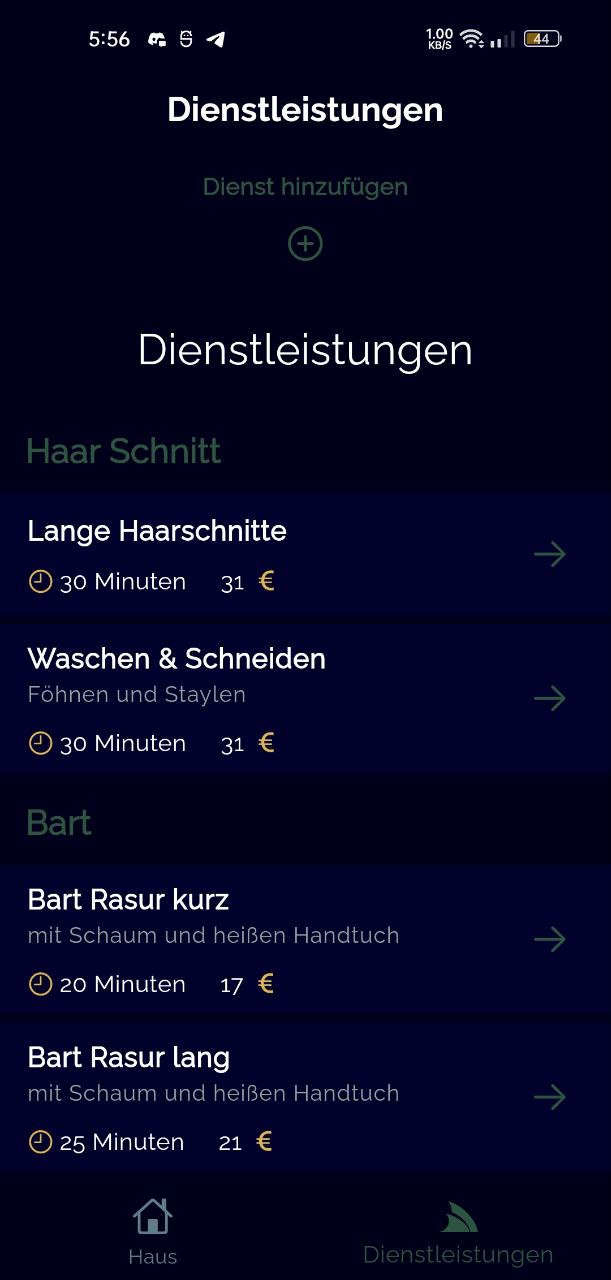 5:56
1.00
KB/S
44
Dienstleistungen
Dienst hinzufügen
Dienstleistungen
Haar Schnitt
Lange Haarschnitte
30 Minuten 31 €
Waschen & Schneiden
Föhnen und Staylen
30 Minuten 31 €
Bart
Bart Rasur kurz
mit Schaum und heißen Handtuch
20 Minuten 17 €
Bart Rasur lang
mit Schaum und heißen Handtuch
25 Minuten 21 €
Haus
Dienstleistungen